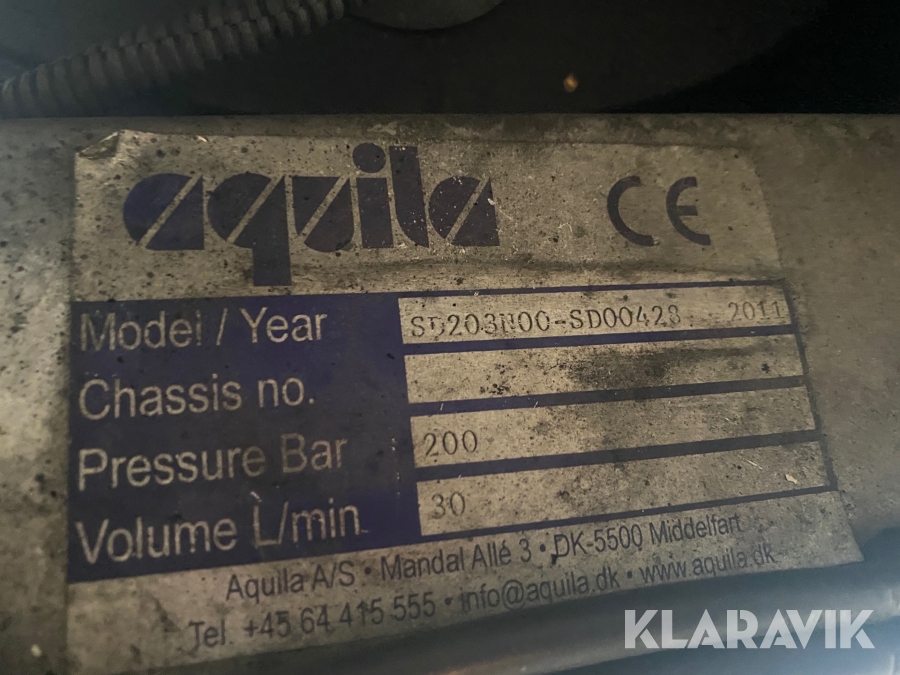 aquila CE
Model / Year SD203N00-SD00428 2011
Chassis no.
Pressure Bar 200
Volume L/min 30
Aquila A/S • Mandal Allé 3 • DK-5500 Middelfart
Tel. +45 64 415 555 • info@aquila.dk • www.aquila.dk
KLARAVIK